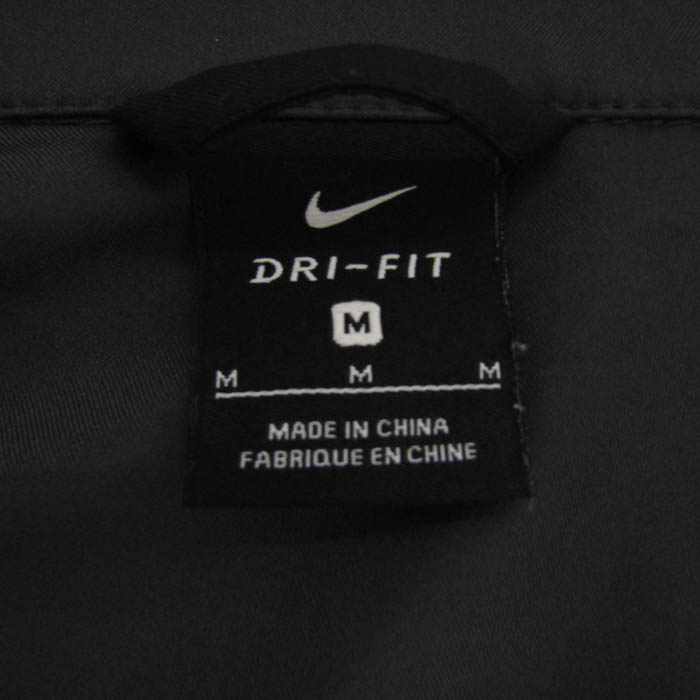 DRI-FIT
M
M M M
MADE IN CHINA
FABRIQUE EN CHINE